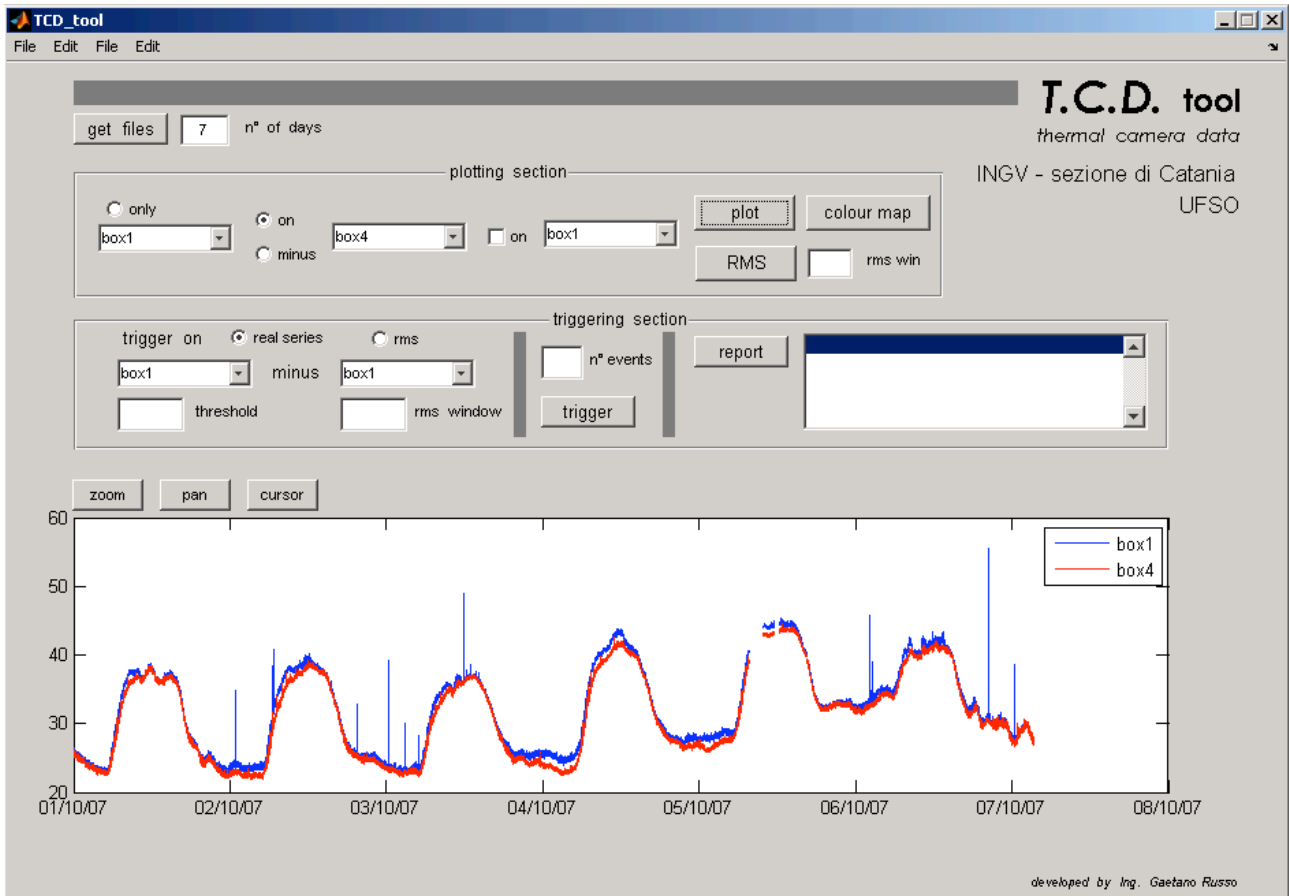 TCD_tool
File Edit File Edit
T.C.D. tool
thermal camera data
INGV - sezione di Catania
UFSO
get files 7 n° of days
plotting section
only
box1
on
minus
box4
on
box1
plot
colour map
RMS
rms win
triggering section
trigger on real series rms
box1 minus box1
threshold rms window
n° events
trigger
report
zoom pan cursor
60
50
40
30
20
box1
box4
01/10/07 02/10/07 03/10/07 04/10/07 05/10/07 06/10/07 07/10/07 08/10/07
developed by Ing. Gaetano Russo